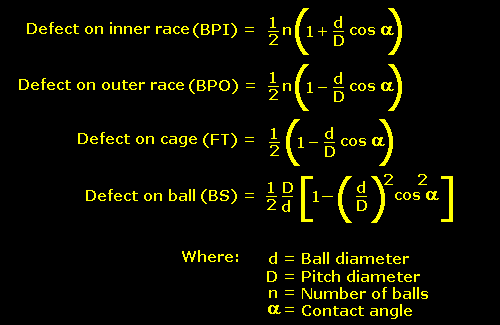 Defect on inner race (BPI) = 1/2 n(1 + d/D cos α)
Defect on outer race (BPO) = 1/2 n(1 − d/D cos α)
Defect on cage (FT) = 1/2 (1 − d/D cos α)
Defect on ball (BS) = 1/2 D/d [1 − (d/D)² cos² α]
Where: d = Ball diameter
D = Pitch diameter
n = Number of balls
α = Contact angle